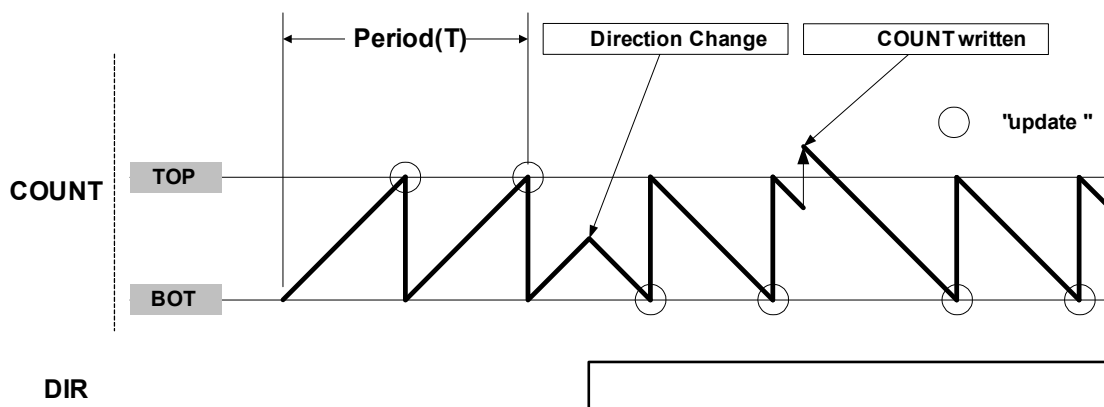 Period(T)
Direction Change
COUNT written
"update "
TOP
COUNT
BOT
DIR